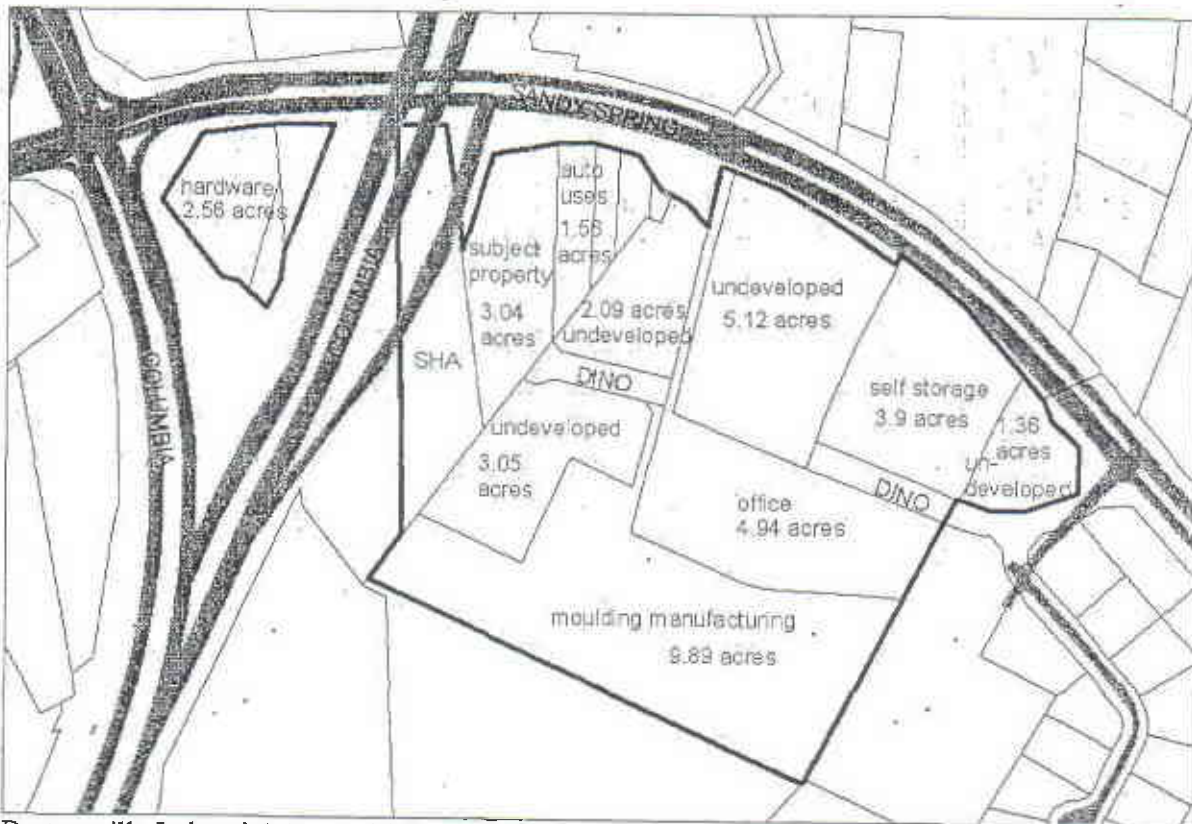 SANDY SPRING
hardware
2.56 acres
auto
uses
1.56
acres
subject
property
3.04
acres
COLUMBIA
2.09 acres
undeveloped
undeveloped
5.12 acres
SHA
DINO
self storage
3.9 acres
1.36
acres
un-
developed
COLUMBIA
undeveloped
3.05
acres
DINO
office
4.94 acres
moulding manufacturing
9.89 acres